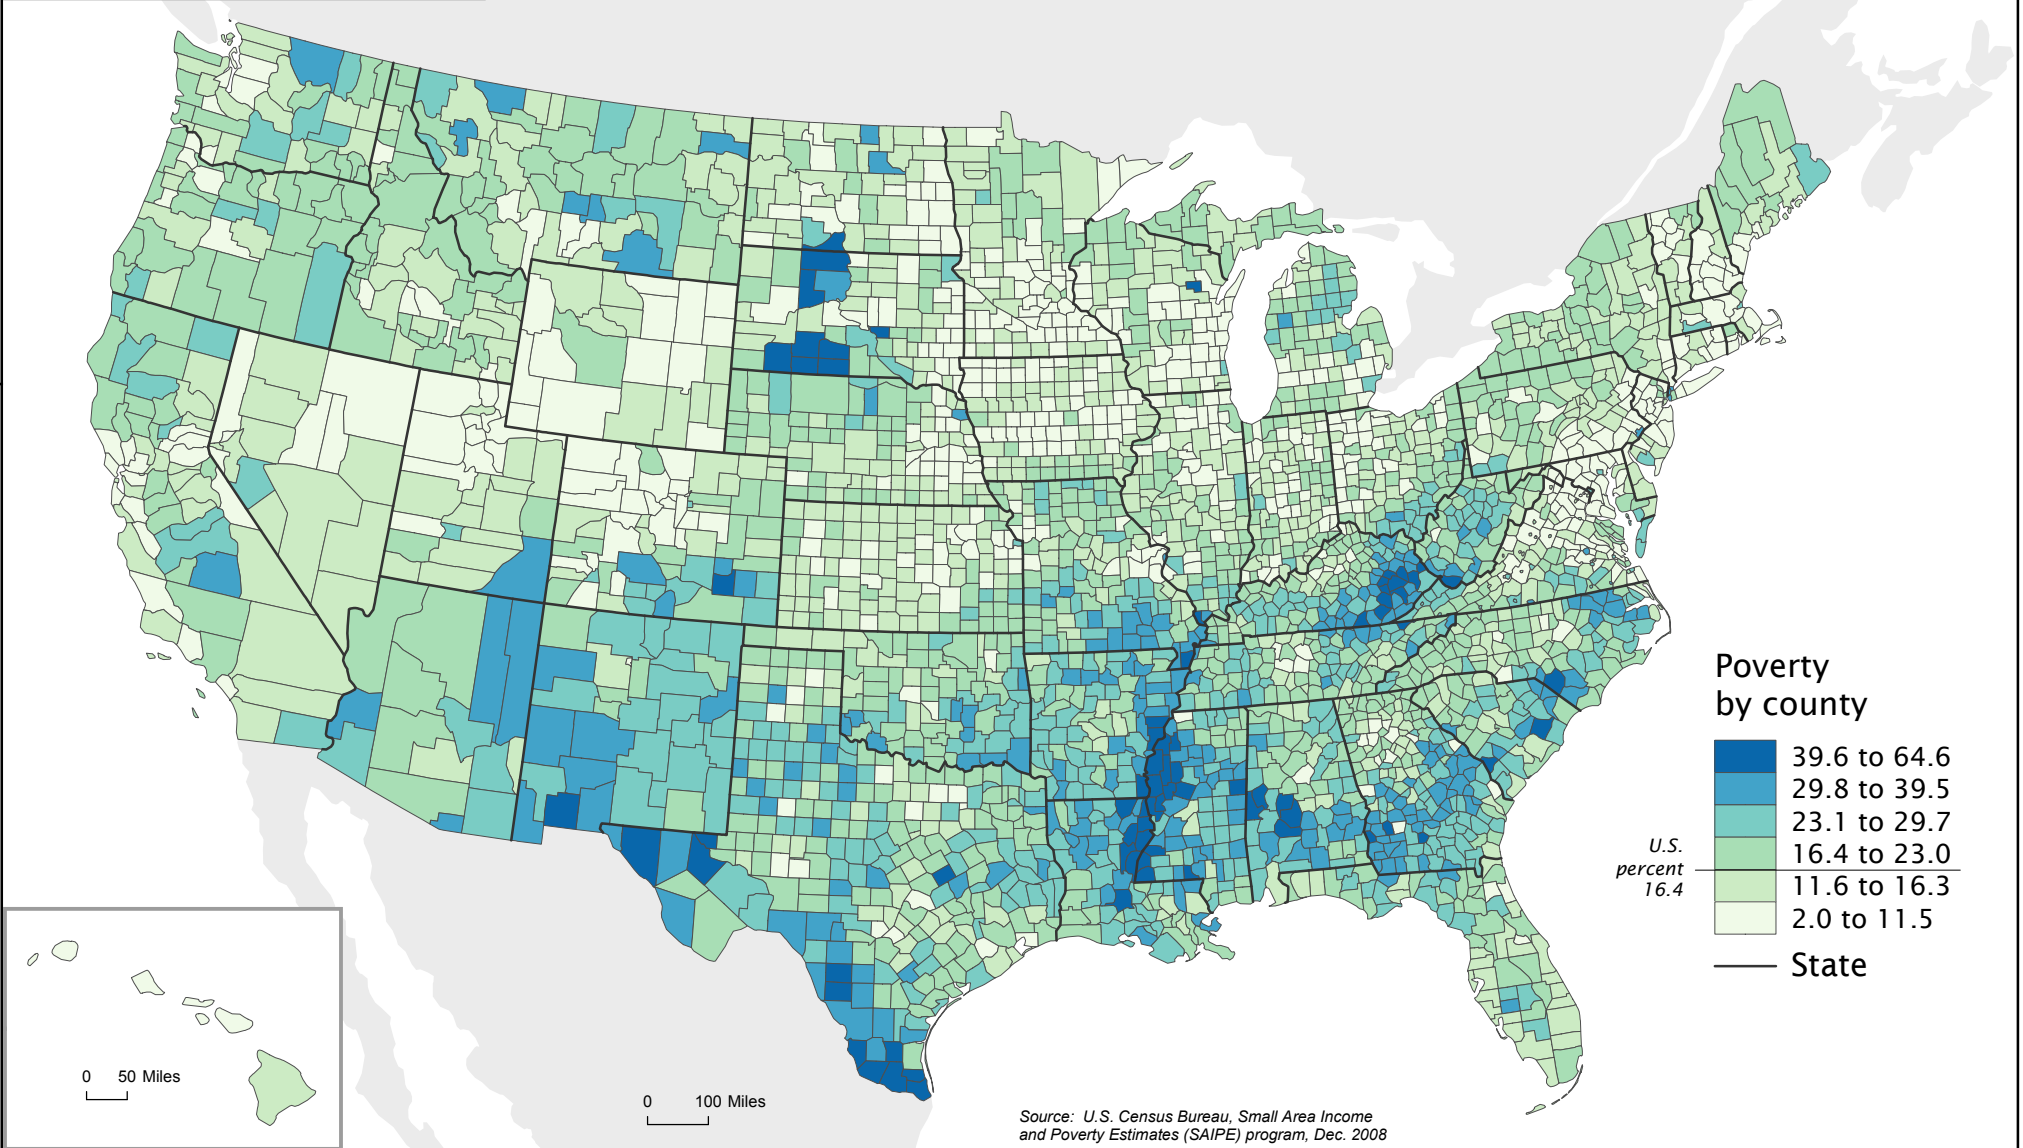 Poverty
by county
39.6 to 64.6
29.8 to 39.5
23.1 to 29.7
16.4 to 23.0
11.6 to 16.3
2.0 to 11.5
U.S.
percent
16.4
State
0 50 Miles
0 100 Miles
Source: U.S. Census Bureau, Small Area Income
and Poverty Estimates (SAIPE) program, Dec. 2008